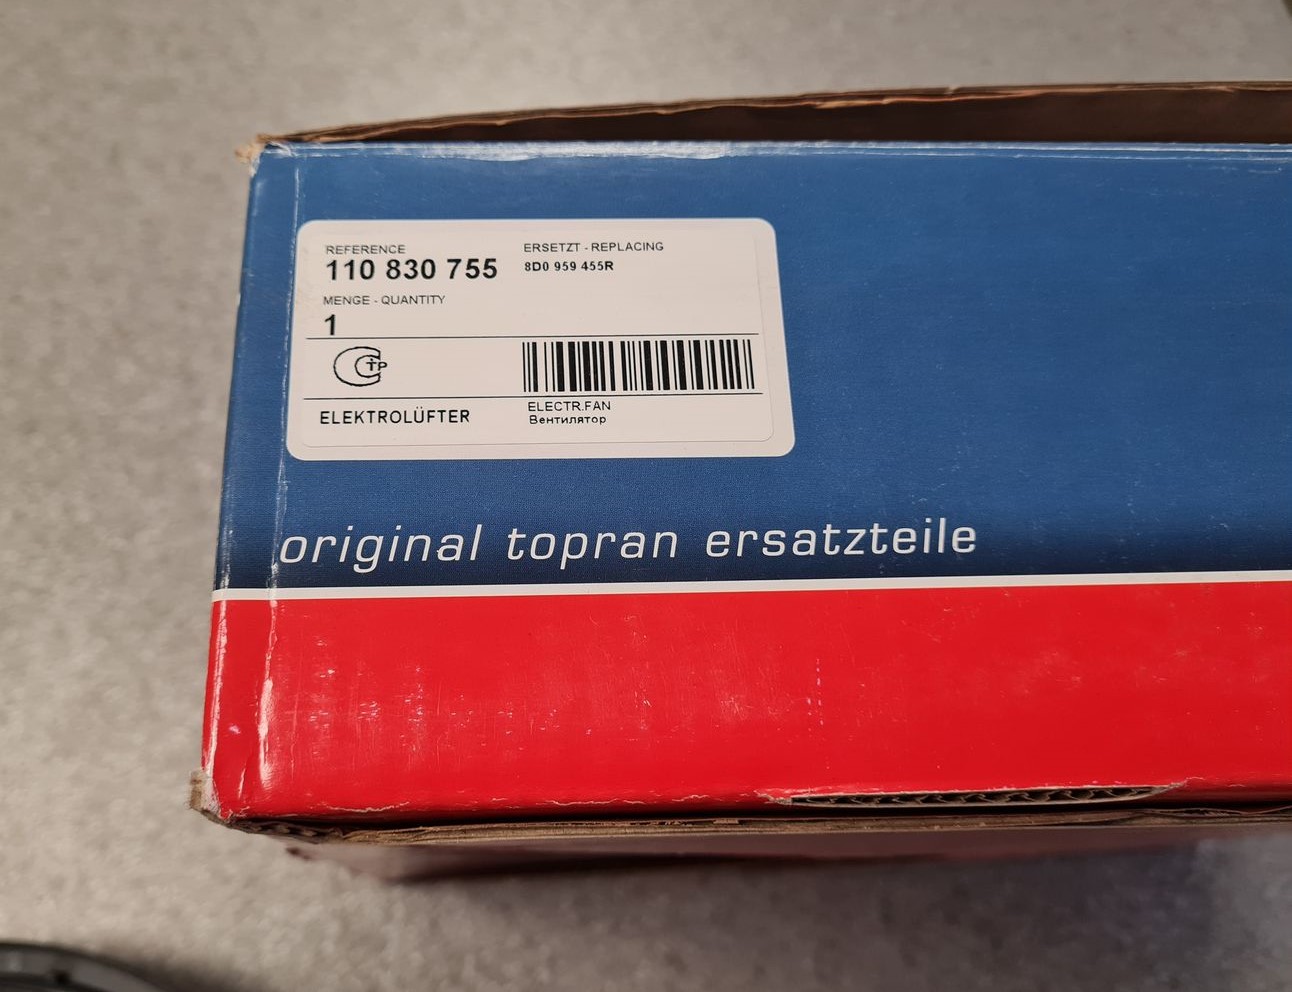 REFERENCE
110 830 755
ERSETZT - REPLACING
8D0 959 455R
MENGE - QUANTITY
1
CTP
ELEKTROLÜFTER
ELECTR.FAN
Вентилятор
original topran ersatzteile